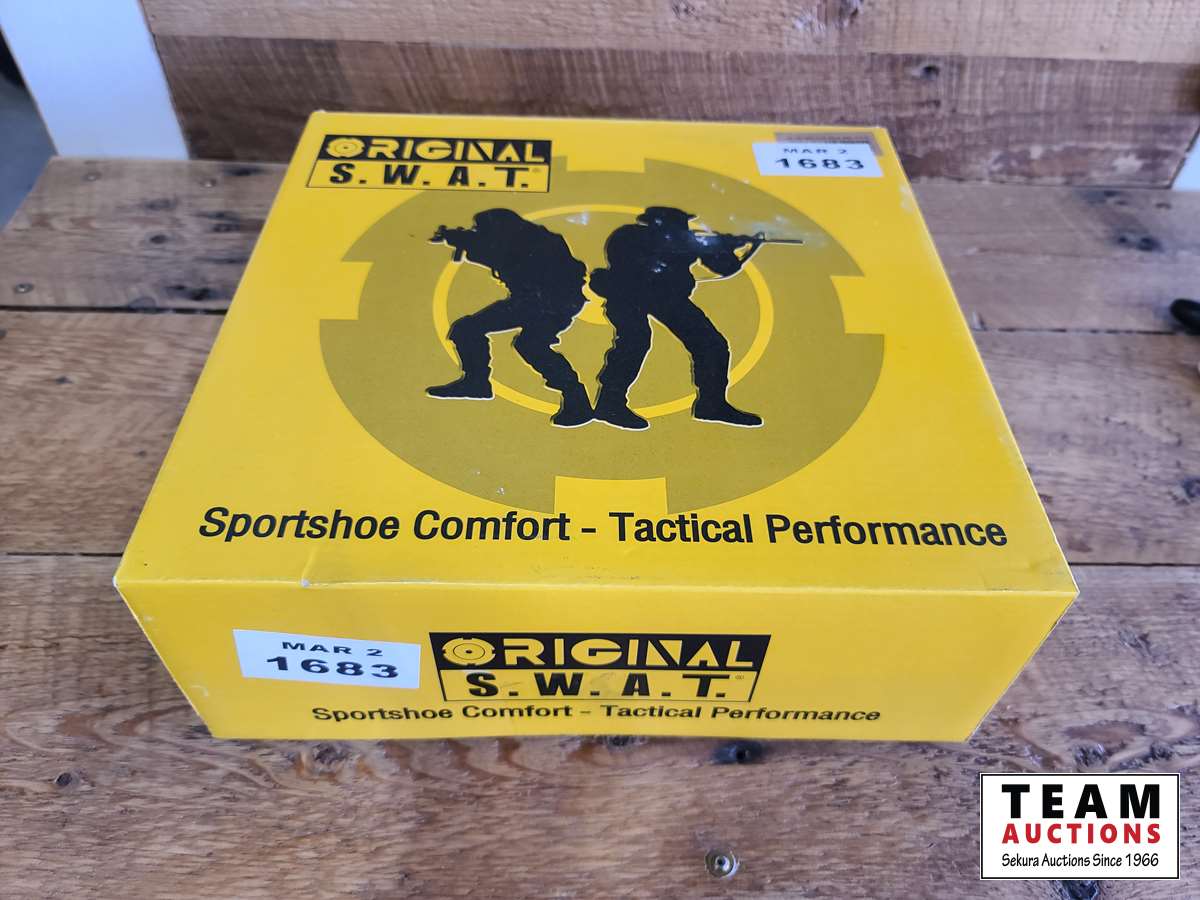 ORIGINAL
S.W.A.T.®
MAR 2
1683
Sportshoe Comfort - Tactical Performance
MAR 2
1683
ORIGINAL
S.W.A.T.®
Sportshoe Comfort - Tactical Performance
TEAM
AUCTIONS
Sekura Auctions Since 1966